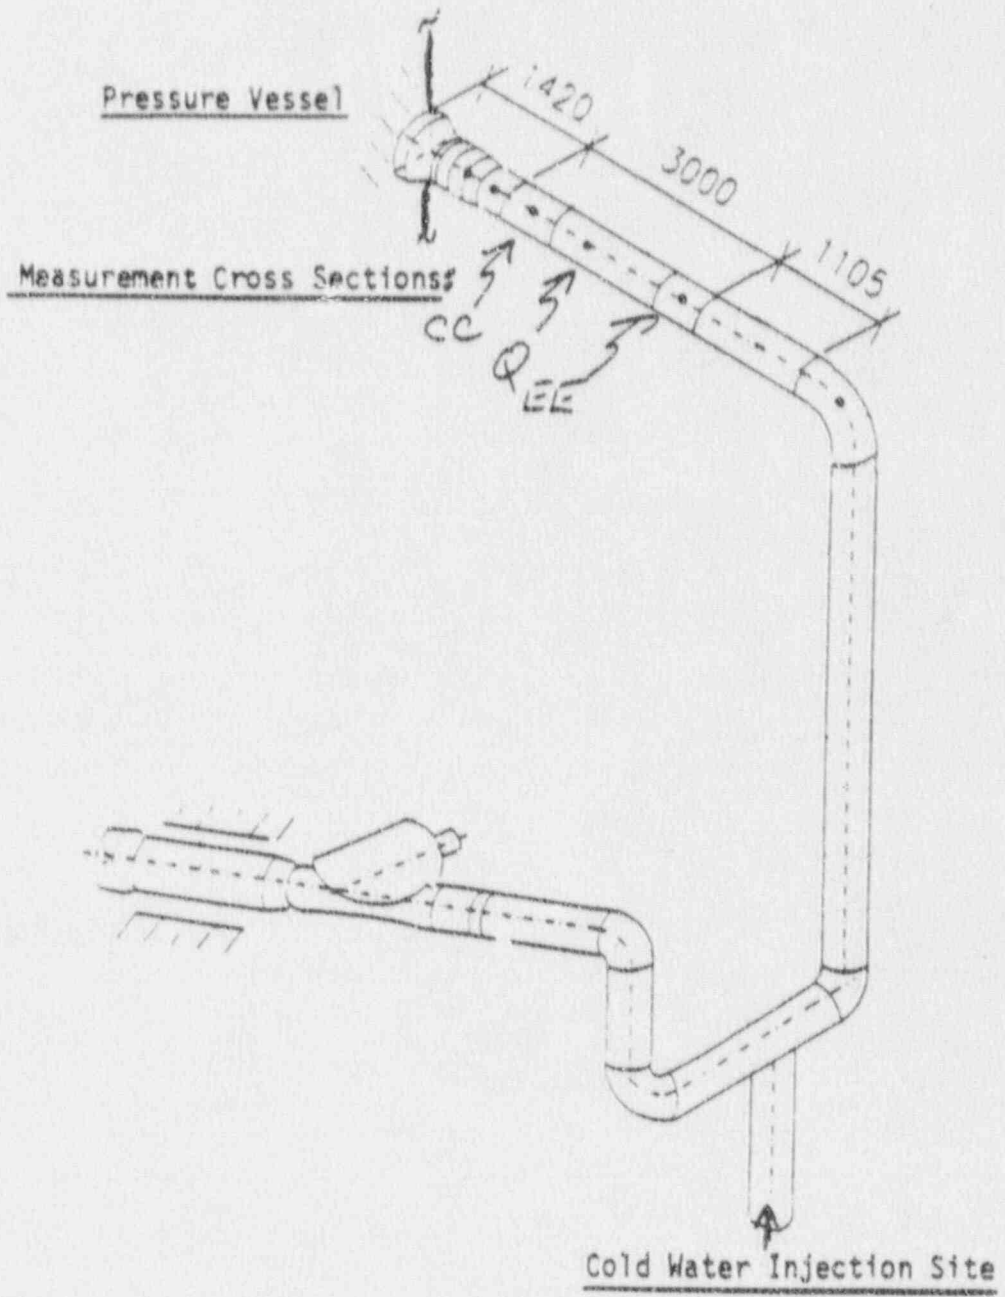 Pressure Vessel
1420
3000
1105
Measurement Cross Sections:
CC
Q
EE
Cold Water Injection Site